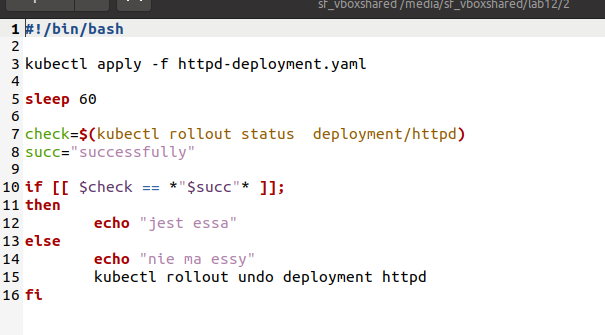 sf_vboxshared /media/sf_vboxshared/lab12/2
1 #!/bin/bash
2
3 kubectl apply -f httpd-deployment.yaml
4
5 sleep 60
6
7 check=$(kubectl rollout status  deployment/httpd)
8 succ="successfully"
9
10 if [[ $check == *"$succ"* ]];
11 then
12         echo "jest essa"
13 else
14         echo "nie ma essy"
15         kubectl rollout undo deployment httpd
16 fi